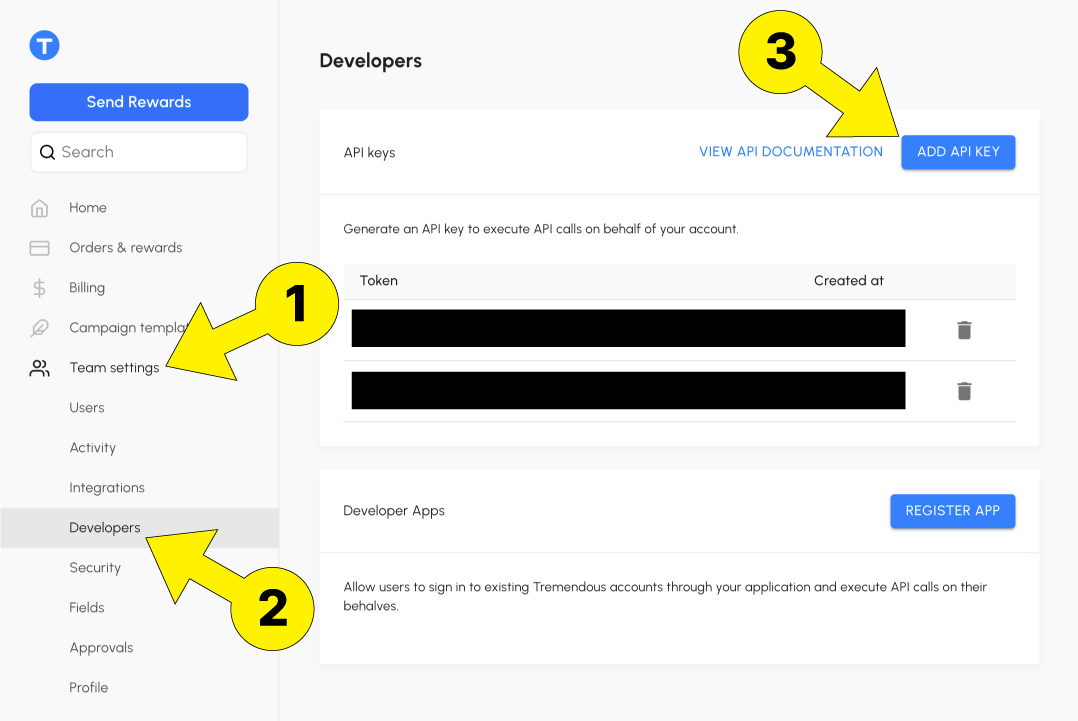 T
Send Rewards
Search
Home
Orders & rewards
Billing
Campaign templat
Team settings
Users
Activity
Integrations
Developers
Security
Fields
Approvals
Profile
1
2
3
Developers
API keys
VIEW API DOCUMENTATION
ADD API KEY
Generate an API key to execute API calls on behalf of your account.
Token Created at
Developer Apps
REGISTER APP
Allow users to sign in to existing Tremendous accounts through your application and execute API calls on their
behalves.